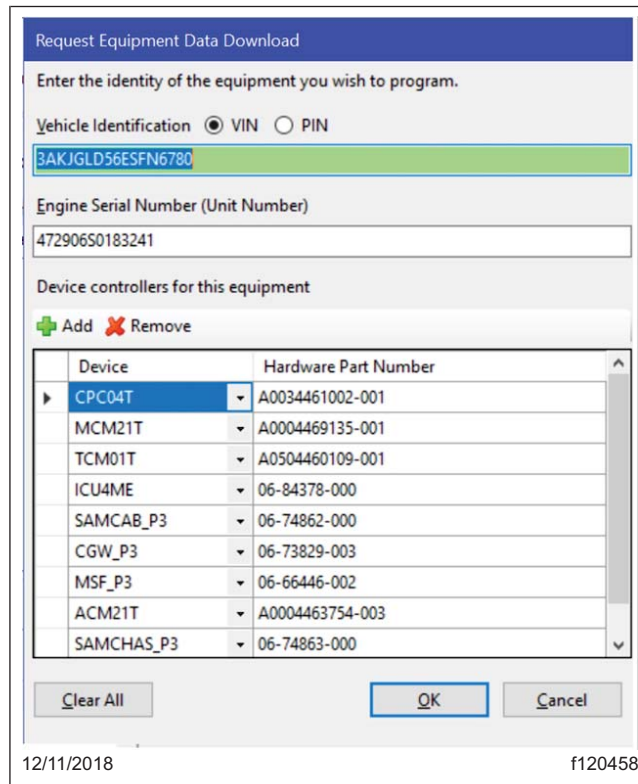 Request Equipment Data Download
Enter the identity of the equipment you wish to program.
Vehicle Identification VIN PIN
3AKJGLD56ESFN6780
Engine Serial Number (Unit Number)
472906S0183241
Device controllers for this equipment
Add Remove
Device Hardware Part Number
CPC04T A0034461002-001
MCM21T A0004469135-001
TCM01T A0504460109-001
ICU4ME 06-84378-000
SAMCAB_P3 06-74862-000
CGW_P3 06-73829-003
MSF_P3 06-66446-002
ACM21T A0004463754-003
SAMCHAS_P3 06-74863-000
Clear All OK Cancel
12/11/2018 f120458